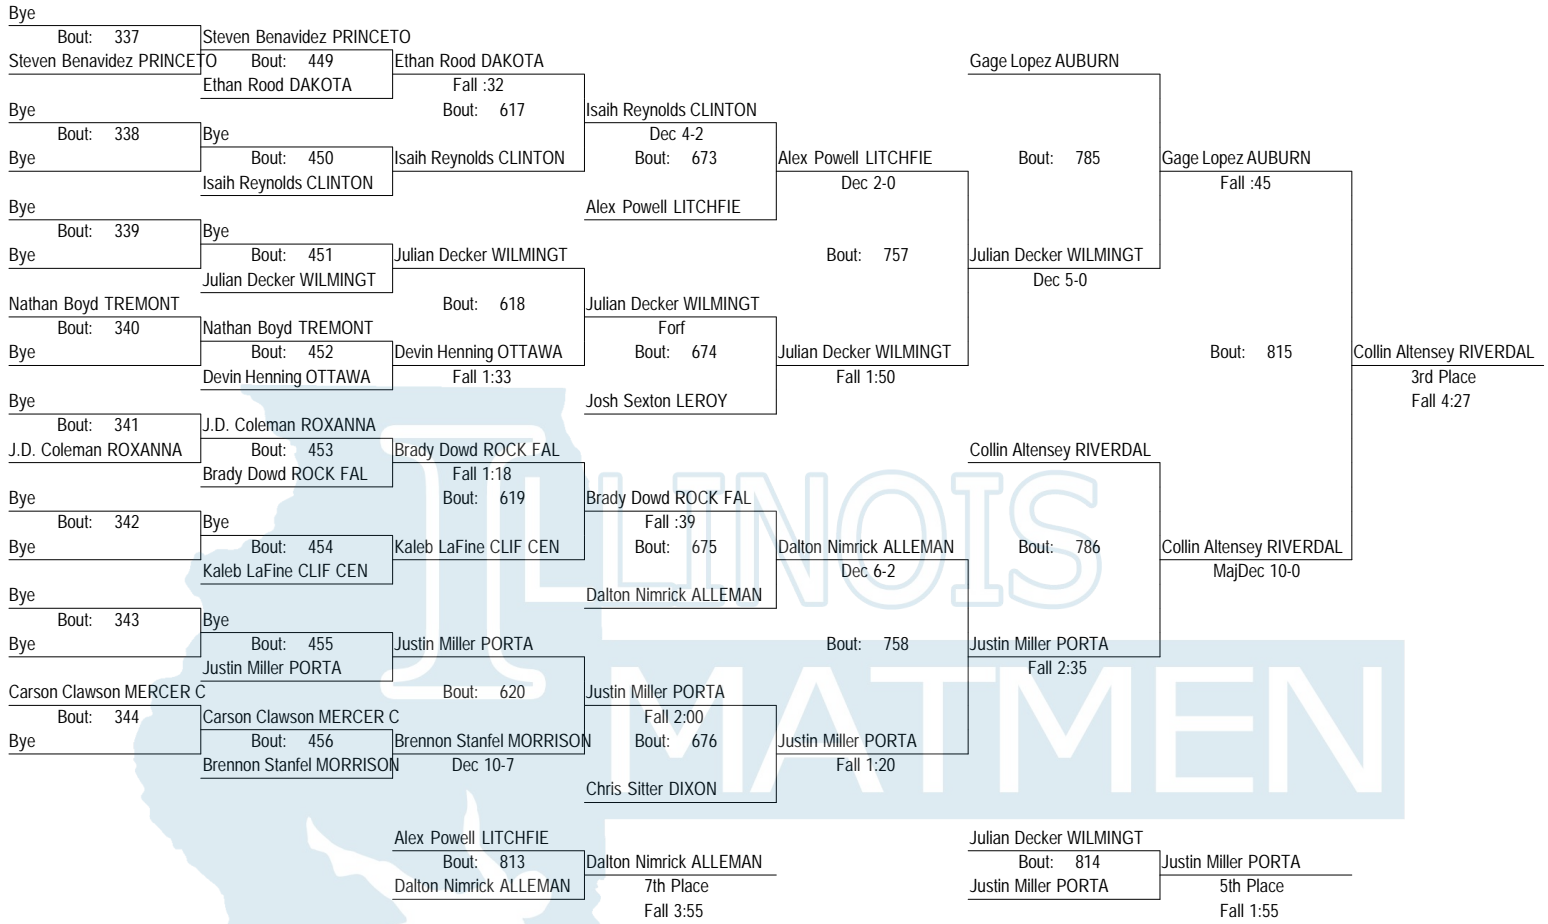 Bye
Bout: 337 Steven Benavidez PRINCETO
Steven Benavidez PRINCETO Bout: 449 Ethan Rood DAKOTA Gage Lopez AUBURN
Ethan Rood DAKOTA Fall :32
Bye Bout: 617 Isaih Reynolds CLINTON
Bout: 338 Bye Dec 4-2
Bye Bout: 450 Isaih Reynolds CLINTON Bout: 673 Alex Powell LITCHFIE Bout: 785 Gage Lopez AUBURN
Isaih Reynolds CLINTON Dec 2-0 Fall :45
Bye Alex Powell LITCHFIE
Bout: 339 Bye
Bye Bout: 451 Julian Decker WILMINGT Bout: 757 Julian Decker WILMINGT
Julian Decker WILMINGT Dec 5-0
Nathan Boyd TREMONT Bout: 618 Julian Decker WILMINGT
Bout: 340 Nathan Boyd TREMONT Forf
Bye Bout: 452 Devin Henning OTTAWA Bout: 674 Julian Decker WILMINGT Bout: 815 Collin Altensey RIVERDAL
Devin Henning OTTAWA Fall 1:33 Fall 1:50 3rd Place
Bye Josh Sexton LEROY Fall 4:27
Bout: 341 J.D. Coleman ROXANNA
J.D. Coleman ROXANNA Bout: 453 Brady Dowd ROCK FAL Collin Altensey RIVERDAL
Brady Dowd ROCK FAL Fall 1:18
Bye Bout: 619 Brady Dowd ROCK FAL
Bout: 342 Bye Fall :39
Bye Bout: 454 Kaleb LaFine CLIF CEN Bout: 675 Dalton Nimrick ALLEMAN Bout: 786 Collin Altensey RIVERDAL
Kaleb LaFine CLIF CEN Dec 6-2 MajDec 10-0
Bye Dalton Nimrick ALLEMAN
Bout: 343 Bye
Bye Bout: 455 Justin Miller PORTA Bout: 758 Justin Miller PORTA
Justin Miller PORTA Fall 2:35
Carson Clawson MERCER C Bout: 620 Justin Miller PORTA
Bout: 344 Carson Clawson MERCER C Fall 2:00
Bye Bout: 456 Brennon Stanfel MORRISON Bout: 676 Justin Miller PORTA
Brennon Stanfel MORRISON Dec 10-7 Fall 1:20
Chris Sitter DIXON
Alex Powell LITCHFIE Julian Decker WILMINGT
Bout: 813 Dalton Nimrick ALLEMAN Bout: 814 Justin Miller PORTA
Dalton Nimrick ALLEMAN 7th Place Justin Miller PORTA 5th Place
Fall 3:55 Fall 1:55
ILLINOIS
MATMEN